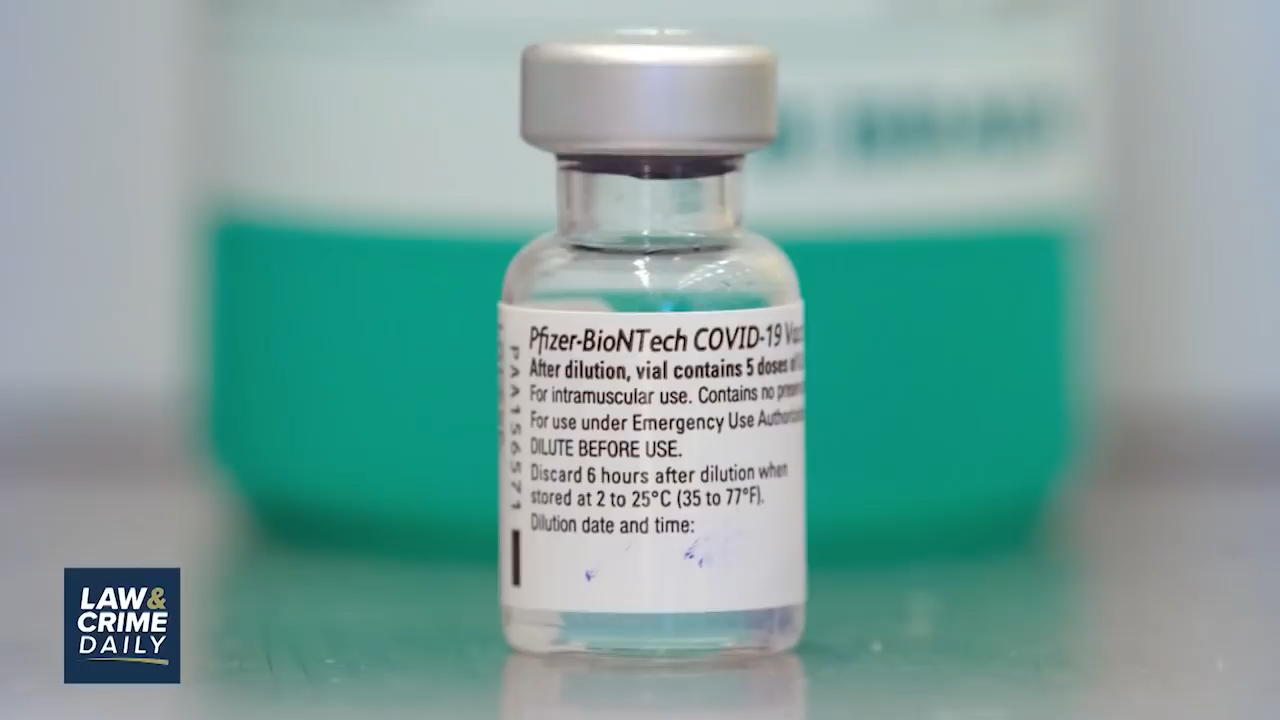 Pfizer-BioNTech COVID-19
After dilution, vial contains 5 doses of
For intramuscular use. Contains no
For use under Emergency Use
DILUTE BEFORE USE.
Discard 6 hours after dilution when
stored at 2 to 25°C (35 to 77°F).
Dilution date and time:
PAA156571
LAW&
CRIME
DAILY